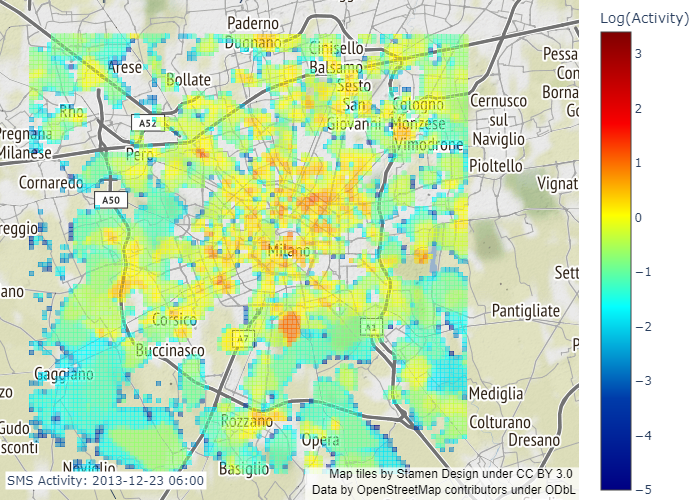 Log(Activity)
Paderno
Dugnano
Cinisello
Balsamo
Arese
Bollate
Sesto
San
Giovanni
Cologno
Monzese
Vimodrone
Pessa
Con
Borna
Go
Cernusco
sul
Naviglio
Rho
A52
Pregnana
Milanese
Pero
Pioltello
Cornaredo
A50
Vignat
reggio
Milano
Sett
ano
Corsico
A7
A1
Pantigliate
Buccinasco
P
Gaggiano
Mediglia
zo
Rozzano
Colturano
Gudo
sconti
Opera
Dresano
Noviglio
Basiglio
SMS Activity: 2013-12-23 06:00
Map tiles by Stamen Design under CC BY 3.0
Data by OpenStreetMap contributors under ODbL
3
2
1
0
−1
−2
−3
−4
−5